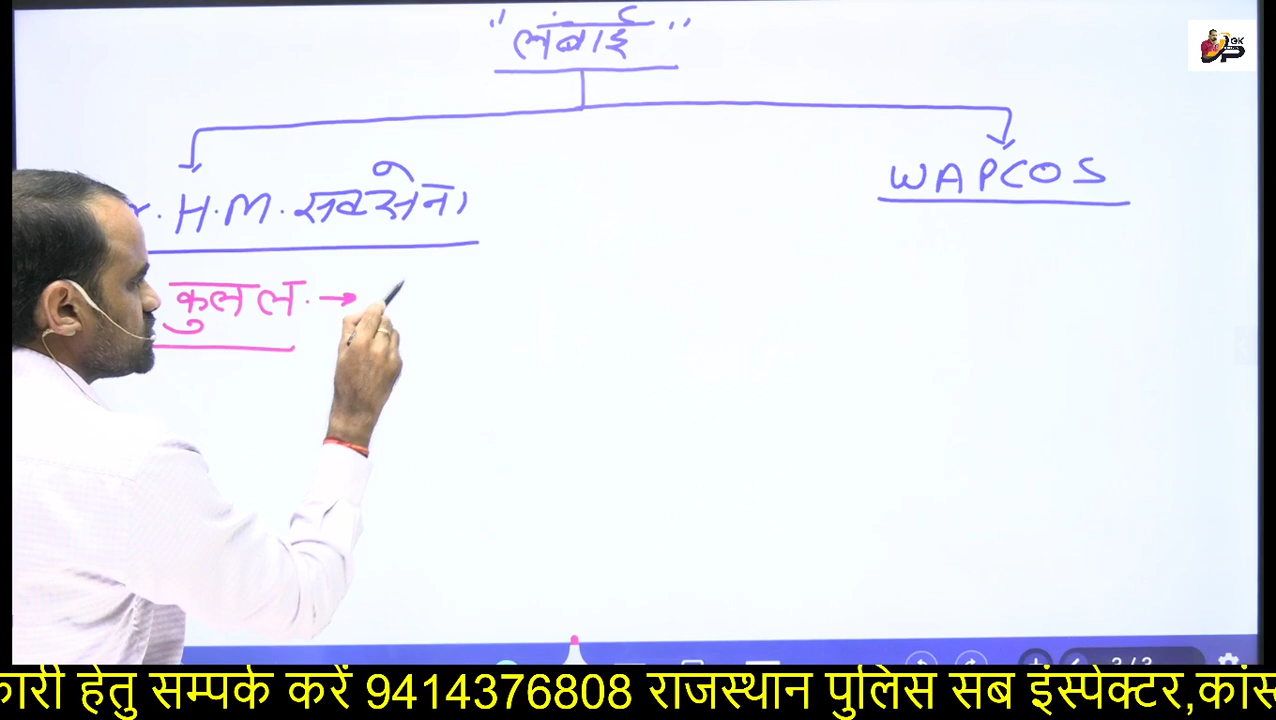 "लंबाई"
H.M. सक्सेना
WAPCOS
कुल ल. →
कारी हेतु सम्पर्क करें 9414376808 राजस्थान पुलिस सब इंस्पेक्टर,कांस